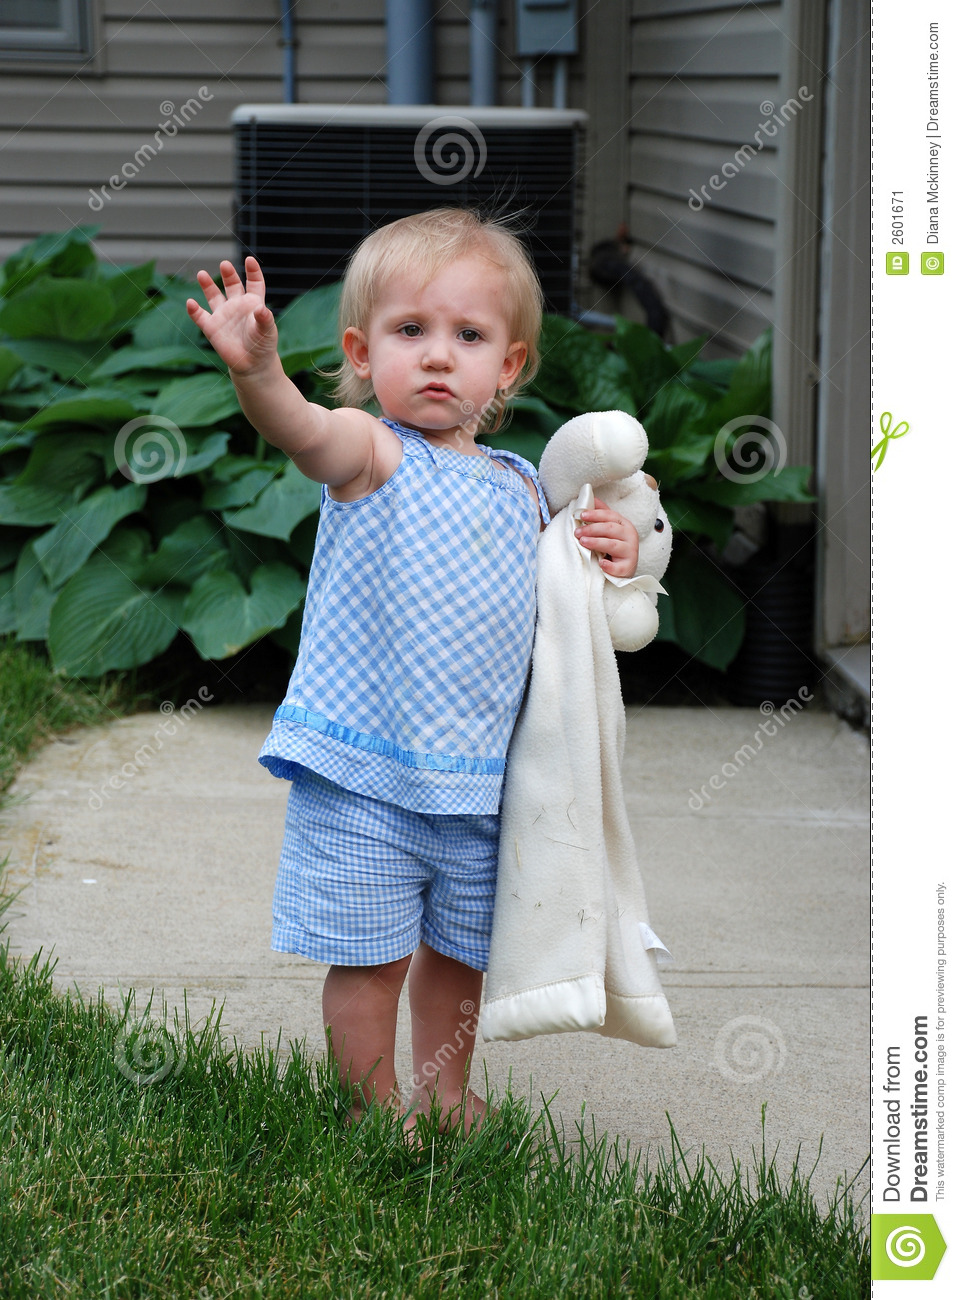 dreamstime
dreamstime
dreamstime
dreamstime
dreamstime
dreamstime
ID 2601671
© Diana Mckinney | Dreamstime.com
Download from
Dreamstime.com
This watermarked comp image is for previewing purposes only.